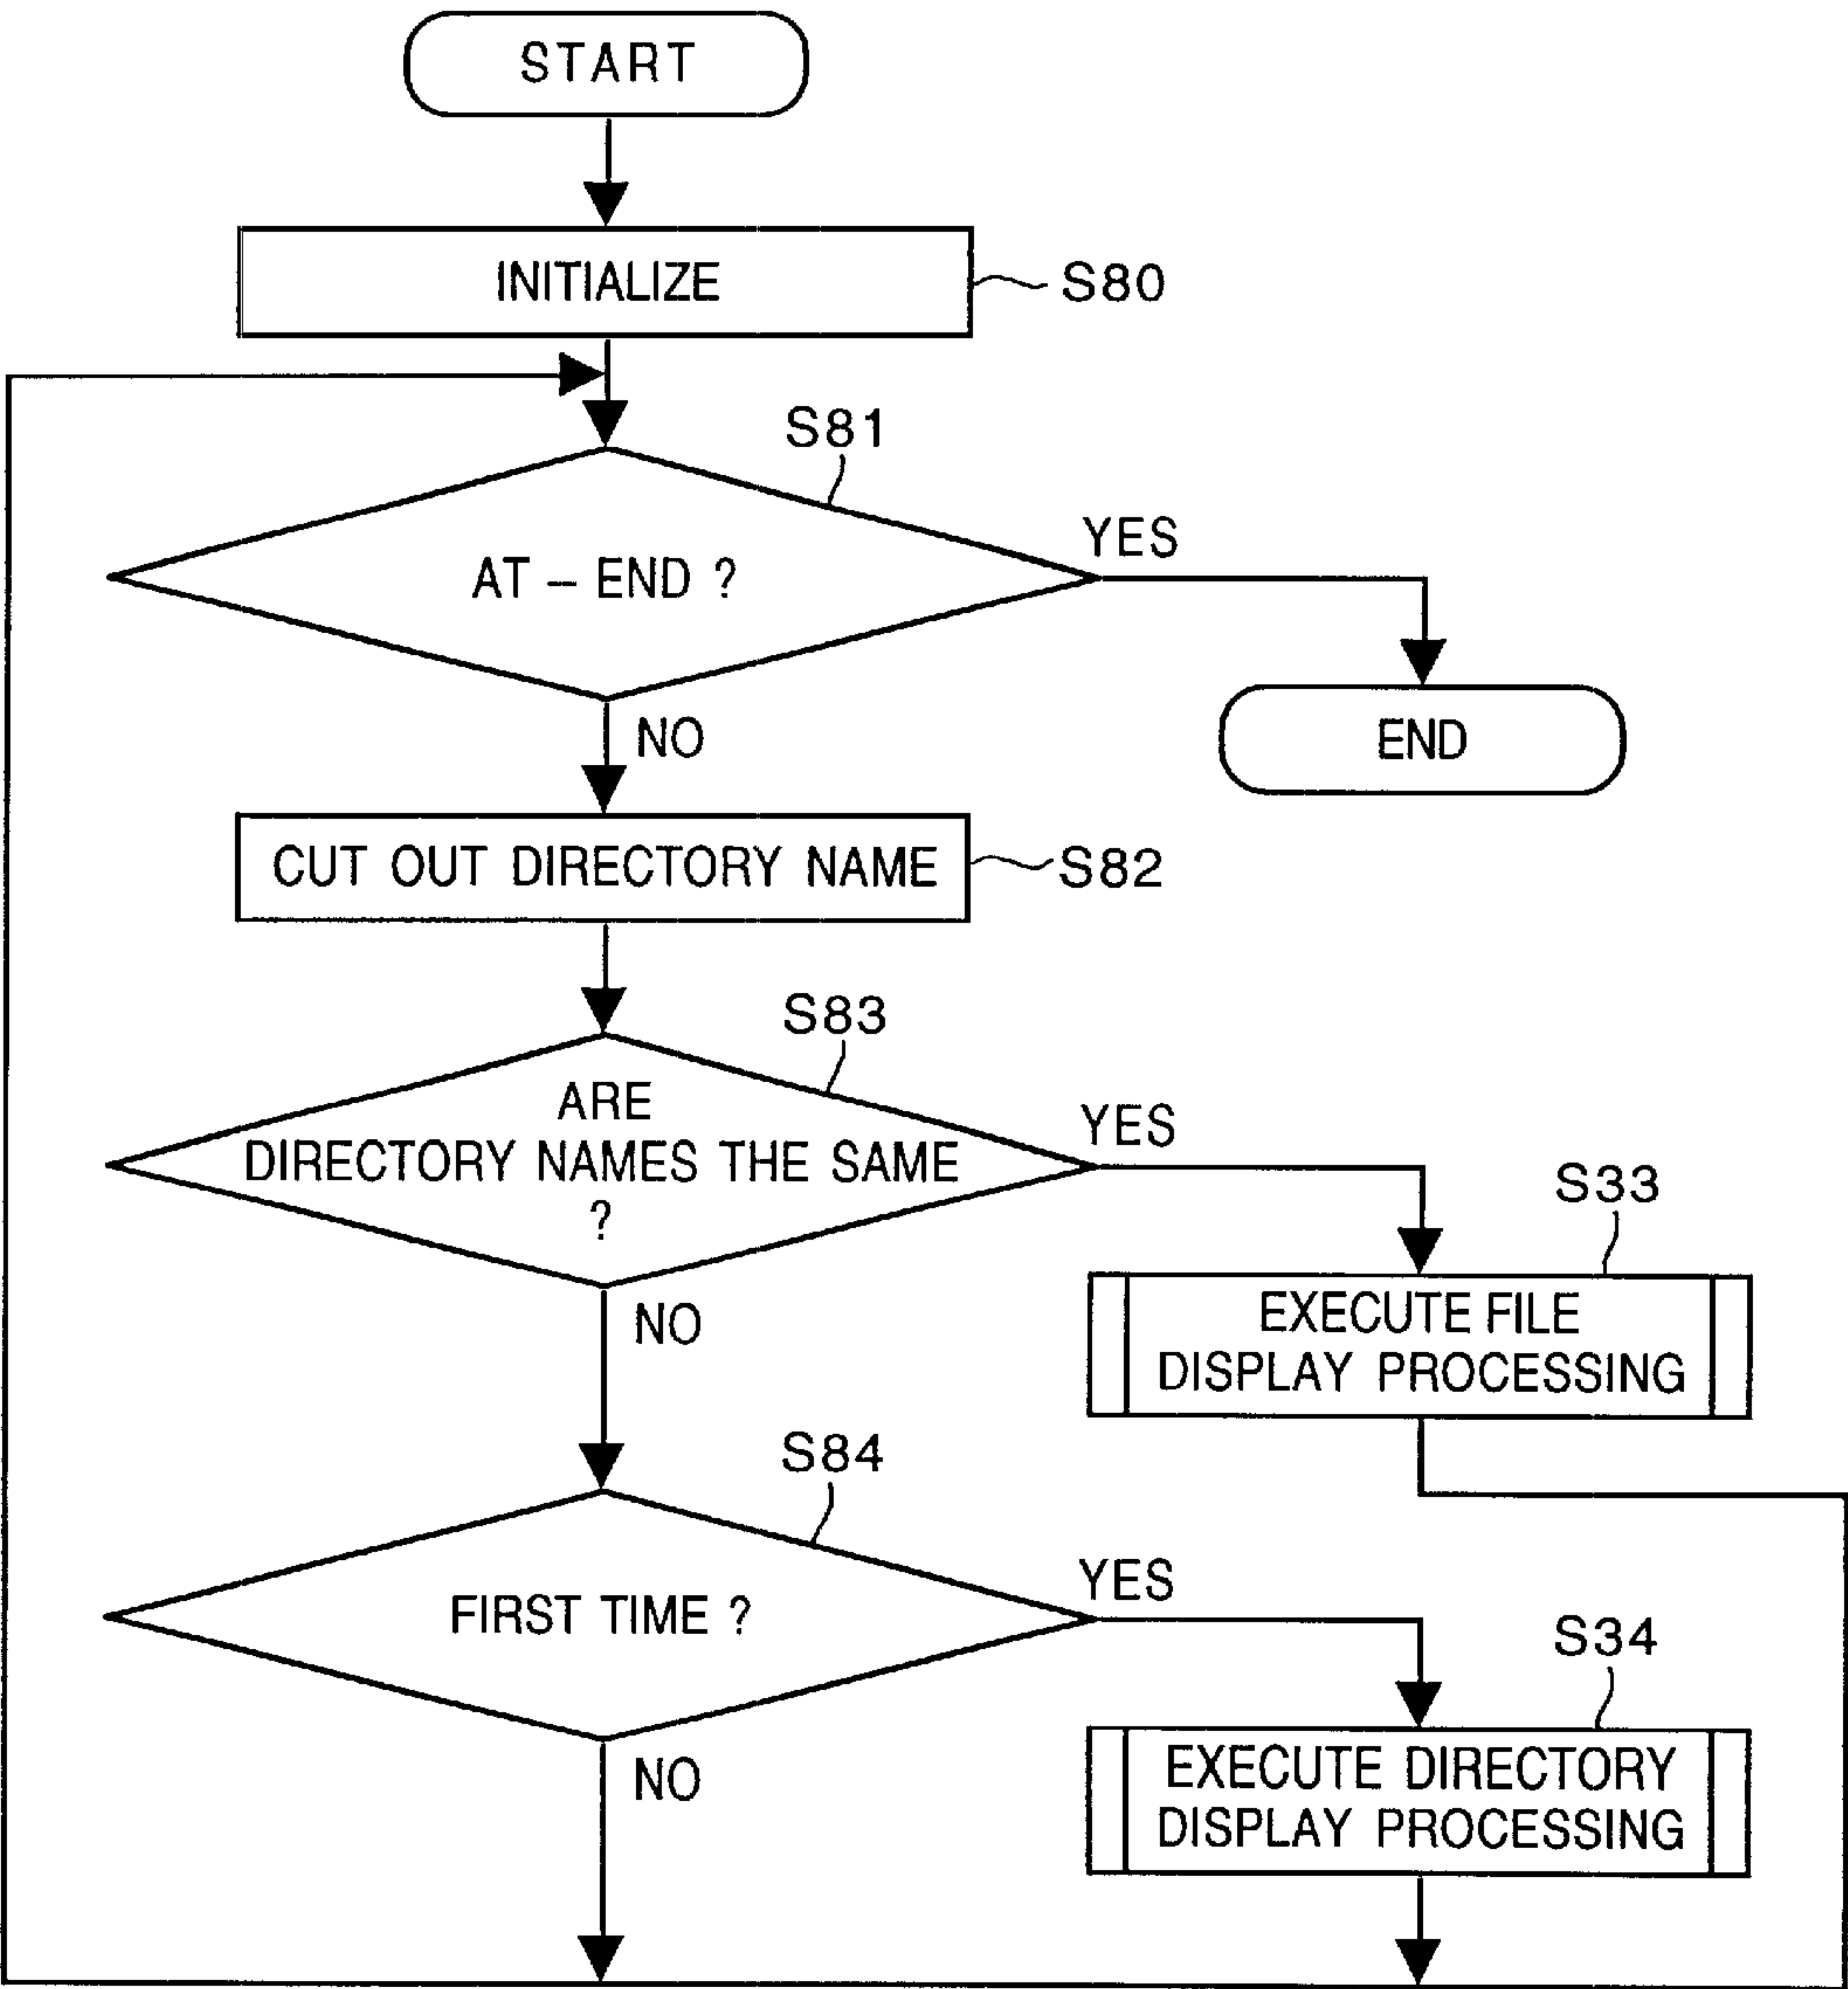 START
INITIALIZE
S80
S81
AT – END ?
YES
END
NO
CUT OUT DIRECTORY NAME
S82
S83
ARE
DIRECTORY NAMES THE SAME
?
YES
S33
EXECUTE FILE
DISPLAY PROCESSING
NO
S84
FIRST TIME ?
YES
S34
EXECUTE DIRECTORY
DISPLAY PROCESSING
NO